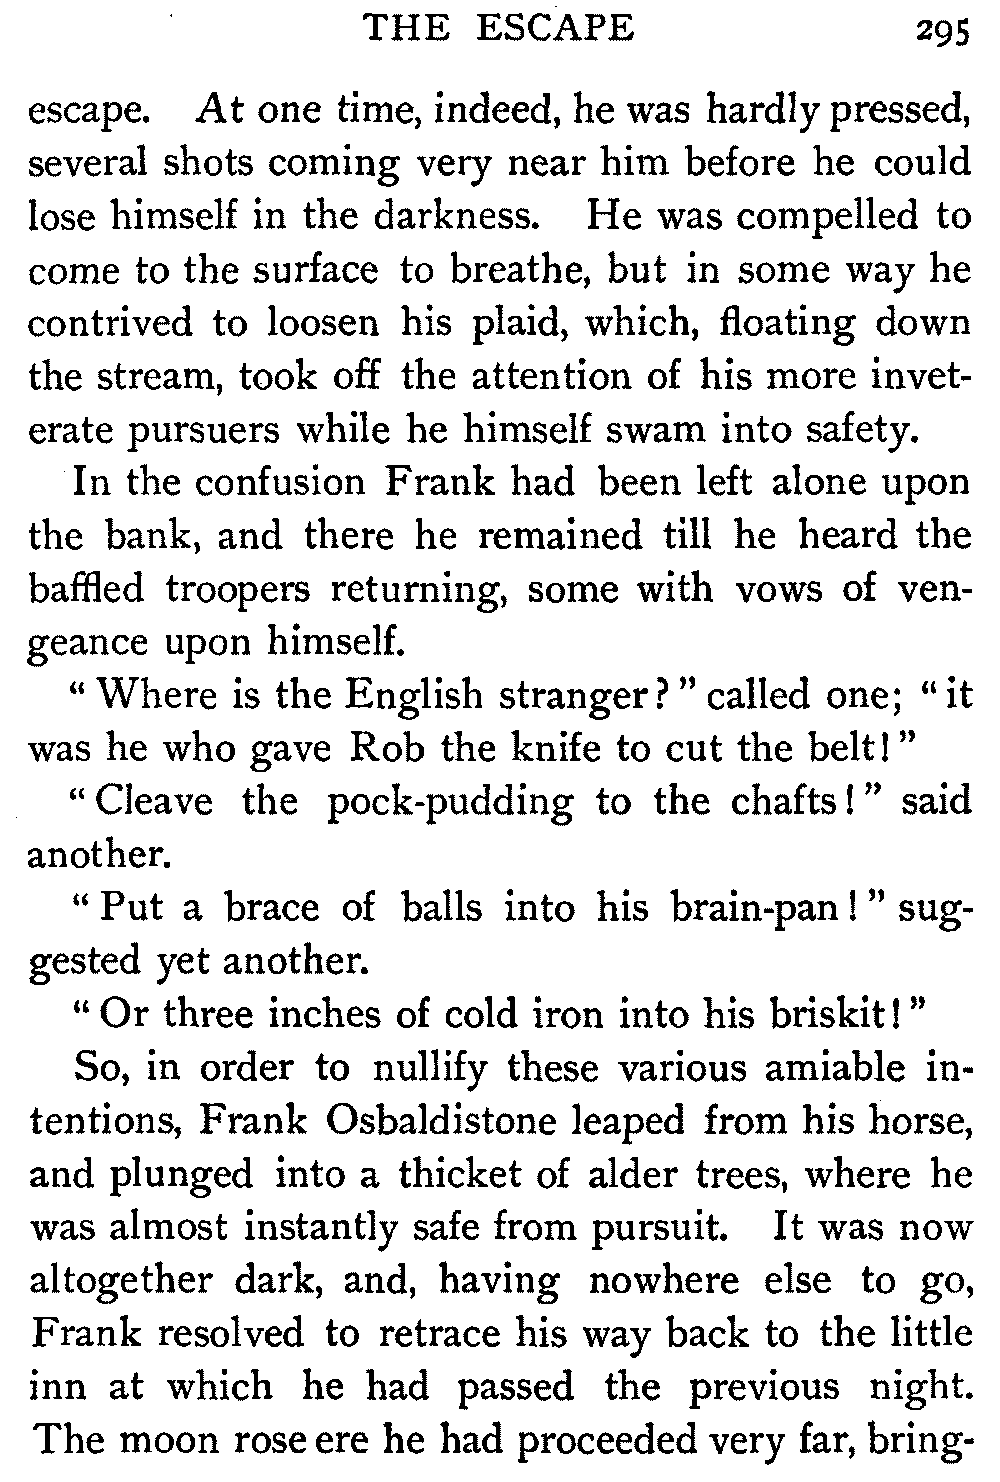 THE ESCAPE 295
escape. At one time, indeed, he was hardly pressed,
several shots coming very near him before he could
lose himself in the darkness. He was compelled to
come to the surface to breathe, but in some way he
contrived to loosen his plaid, which, floating down
the stream, took off the attention of his more invet-
erate pursuers while he himself swam into safety.
In the confusion Frank had been left alone upon
the bank, and there he remained till he heard the
baffled troopers returning, some with vows of ven-
geance upon himself.
“ Where is the English stranger ? ” called one; “ it
was he who gave Rob the knife to cut the belt! ”
“ Cleave the pock-pudding to the chafts ! ” said
another.
“ Put a brace of balls into his brain-pan ! ” sug-
gested yet another.
“ Or three inches of cold iron into his briskit! ”
So, in order to nullify these various amiable in-
tentions, Frank Osbaldistone leaped from his horse,
and plunged into a thicket of alder trees, where he
was almost instantly safe from pursuit. It was now
altogether dark, and, having nowhere else to go,
Frank resolved to retrace his way back to the little
inn at which he had passed the previous night.
The moon rose ere he had proceeded very far, bring-